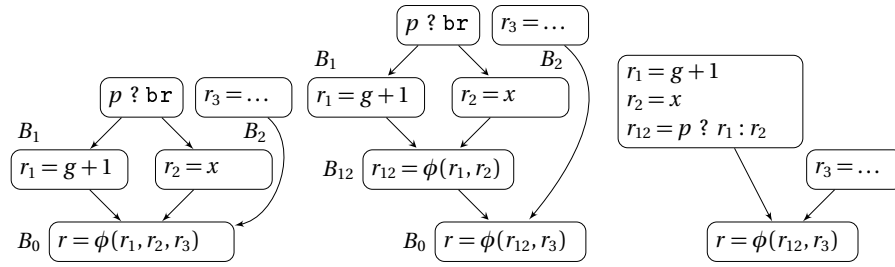 p ? br
r₃ = …
B₁
B₂
r₁ = g + 1
r₂ = x
B₀
r = ϕ(r₁, r₂, r₃)
p ? br
r₃ = …
B₁
B₂
r₁ = g + 1
r₂ = x
B₁₂
r₁₂ = ϕ(r₁, r₂)
B₀
r = ϕ(r₁₂, r₃)
r₁ = g + 1
r₂ = x
r₁₂ = p ? r₁ : r₂
r₃ = …
r = ϕ(r₁₂, r₃)